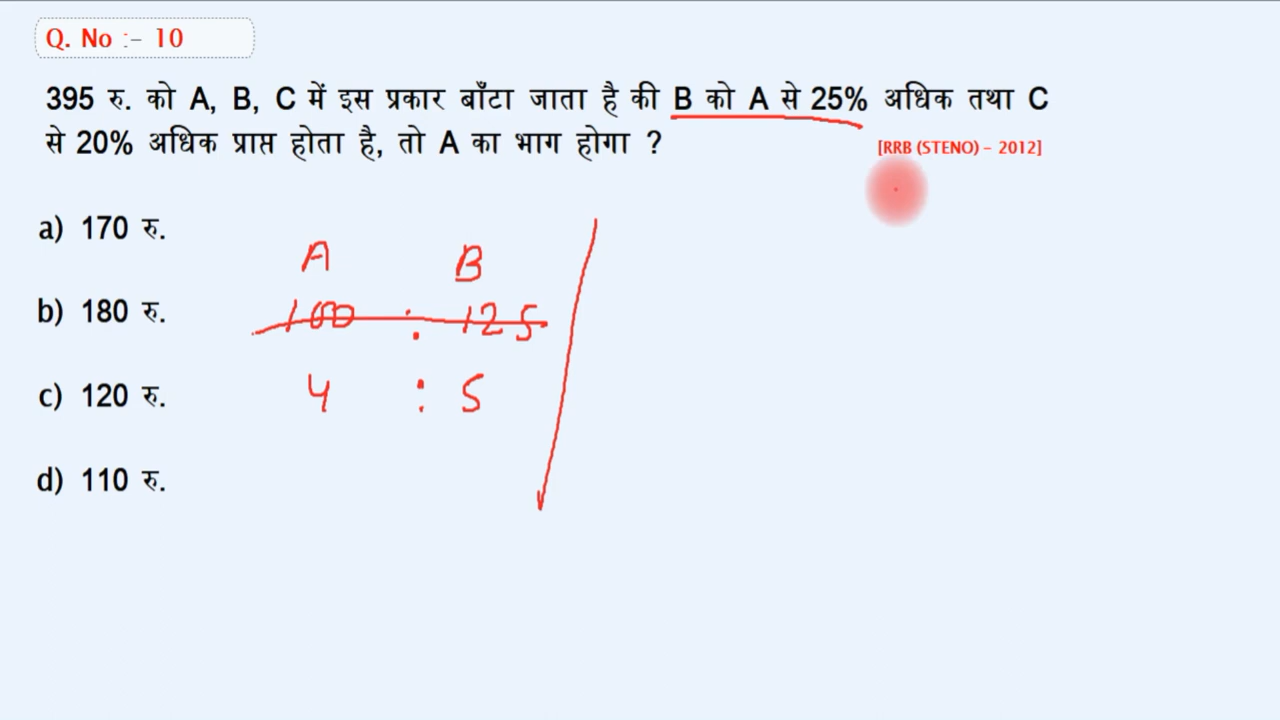 Q. No :- 10
395 रु. को A, B, C में इस प्रकार बाँटा जाता है की B को A से 25% अधिक तथा C
से 20% अधिक प्राप्त होता है, तो A का भाग होगा ?
[RRB (STENO) - 2012]
a) 170 रु.
A B
b) 180 रु.
100 : 125
c) 120 रु.
4 : 5
d) 110 रु.